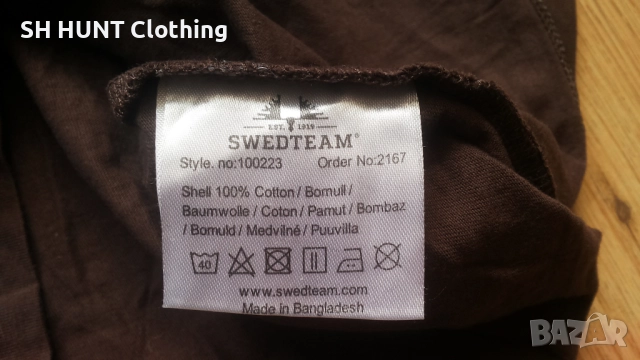 SH HUNT Clothing
EST. 1919
SWEDTEAM®
Style. no:100223 Order No:2167
Shell 100% Cotton / Bomull /
Baumwolle / Coton / Pamut / Bombaz
/ Bomuld / Medvilné / Puuvilla
40
www.swedteam.com
Made in Bangladesh
BAZAR